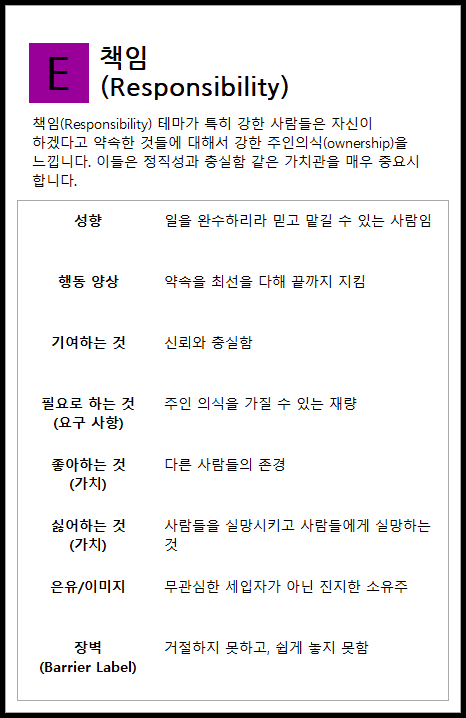 E
책임
(Responsibility)
책임(Responsibility) 테마가 특히 강한 사람들은 자신이
하겠다고 약속한 것들에 대해서 강한 주인의식(ownership)을
느낍니다. 이들은 정직성과 충실함 같은 가치관을 매우 중요시
합니다.
성향 일을 완수하리라 믿고 맡길 수 있는 사람임
행동 양상 약속을 최선을 다해 끝까지 지킴
기여하는 것 신뢰와 충실함
필요로 하는 것 주인 의식을 가질 수 있는 재량
(요구 사항)
좋아하는 것 다른 사람들의 존경
(가치)
싫어하는 것 사람들을 실망시키고 사람들에게 실망하는
(가치) 것
은유/이미지 무관심한 세입자가 아닌 진지한 소유주
장벽 거절하지 못하고, 쉽게 놓지 못함
(Barrier Label)